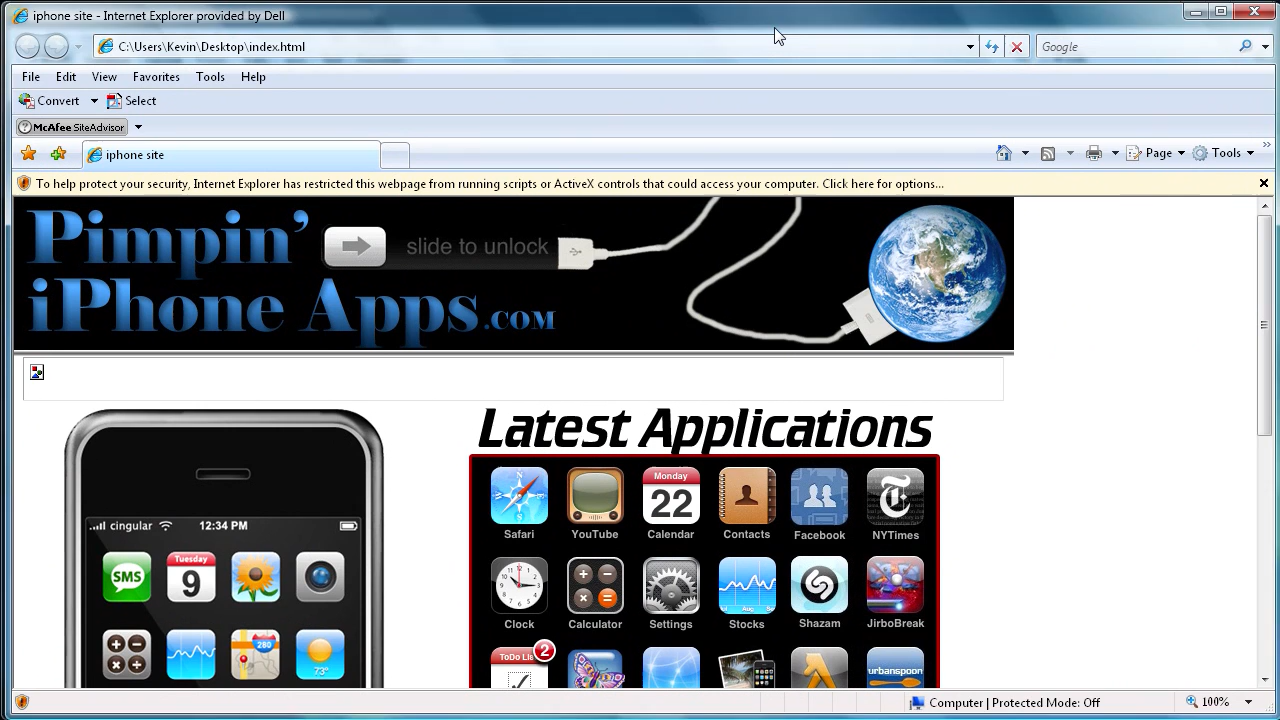 iphone site - Internet Explorer provided by Dell
C:\Users\Kevin\Desktop\index.html
Google
File Edit View Favorites Tools Help
Convert Select
McAfee SiteAdvisor
iphone site
Page Tools
To help protect your security, Internet Explorer has restricted this webpage from running scripts or ActiveX controls that could access your computer. Click here for options...
Pimpin'
slide to unlock
iPhone Apps.COM
Latest Applications
Monday
22
Safari YouTube Calendar Contacts Facebook NYTimes
cingular 12:34 PM
SMS
Tuesday
9
Clock Calculator Settings Stocks Shazam JirboBreak
280
73°
2
urbanspoon
Computer | Protected Mode: Off
100%